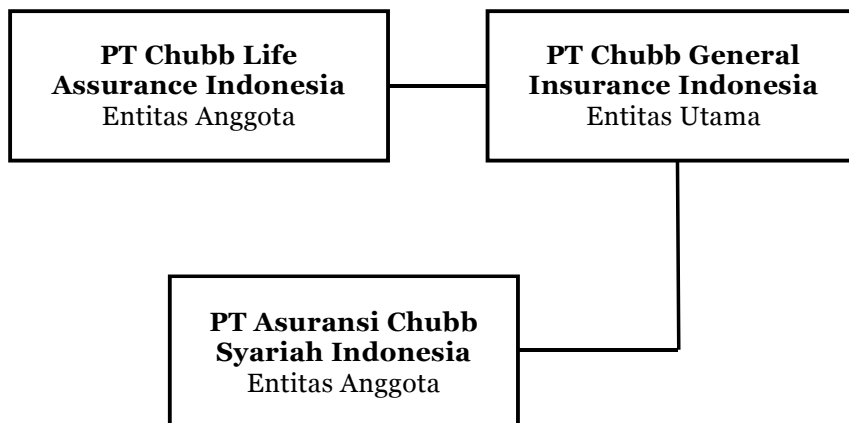 PT Chubb Life
Assurance Indonesia
Entitas Anggota
PT Chubb General
Insurance Indonesia
Entitas Utama
PT Asuransi Chubb
Syariah Indonesia
Entitas Anggota